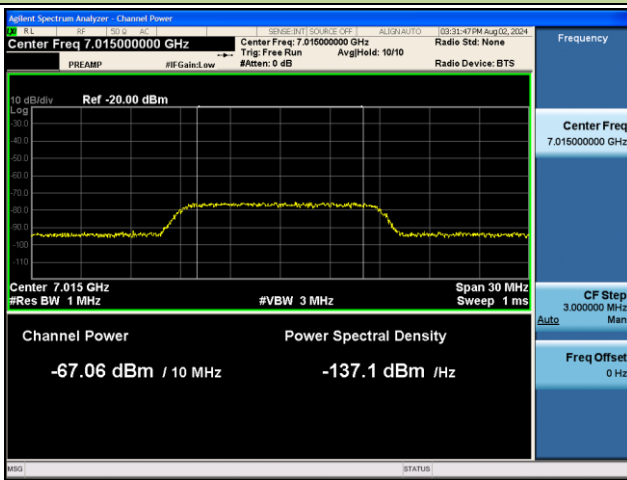 Agilent Spectrum Analyzer - Channel Power
RL RF 50 Ω AC SENSE:INT SOURCE OFF ALIGN AUTO 03:31:47 PM Aug 02, 2024
Center Freq 7.015000000 GHz Center Freq: 7.015000000 GHz Radio Std: None
Trig: Free Run Avg|Hold: 10/10
PREAMP #IFGain:Low #Atten: 0 dB Radio Device: BTS
10 dB/div Ref -20.00 dBm
Log
-30.0
-40.0
-50.0
-60.0
-70.0
-80.0
-90.0
-100
-110
Center 7.015 GHz Span 30 MHz
#Res BW 1 MHz #VBW 3 MHz Sweep 1 ms
Channel Power Power Spectral Density
-67.06 dBm / 10 MHz -137.1 dBm /Hz
MSG STATUS
Frequency
Center Freq
7.015000000 GHz
CF Step
3.000000 MHz
Auto Man
Freq Offset
0 Hz